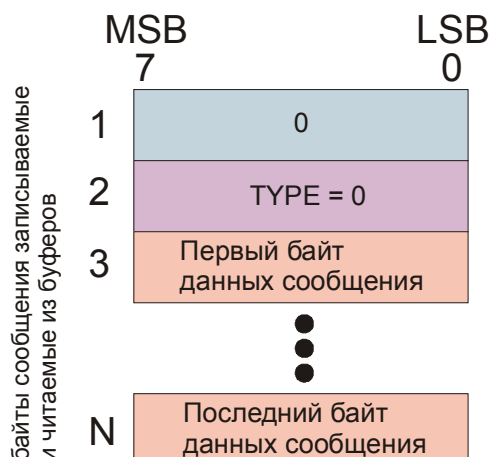 MSB LSB
7 0
1 0
2 TYPE = 0
3 Первый байт
данных сообщения
N Последний байт
данных сообщения
байты сообщения записываемые
и читаемые из буферов